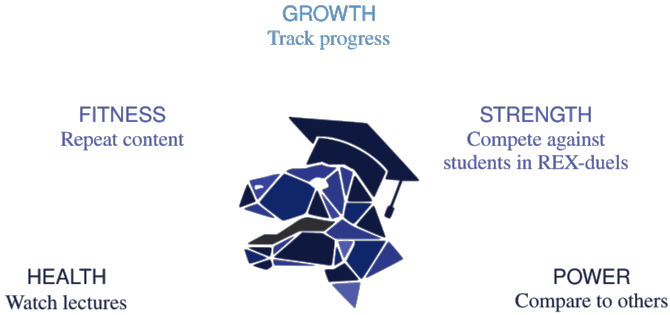 GROWTH
Track progress
FITNESS
Repeat content
STRENGTH
Compete against
students in REX-duels
HEALTH
Watch lectures
POWER
Compare to others